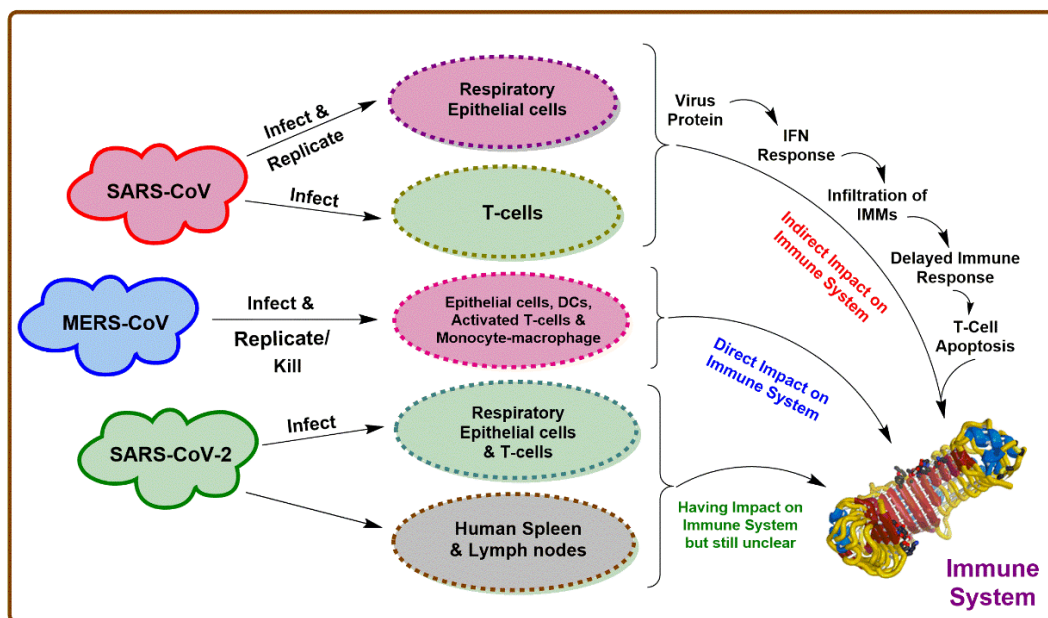 SARS-CoV
Infect &
Replicate
Infect
Respiratory
Epithelial cells
T-cells
Virus
Protein
IFN
Response
Infiltration of
IMMs
Delayed Immune
Response
T-Cell
Apoptosis
Indirect Impact on
Immune System
MERS-CoV
Infect &
Replicate/
Kill
Epithelial cells, DCs,
Activated T-cells &
Monocyte-macrophage
Direct Impact on
Immune System
SARS-CoV-2
Infect
Respiratory
Epithelial cells
& T-cells
Human Spleen
& Lymph nodes
Having Impact on
Immune System
but still unclear
Immune
System